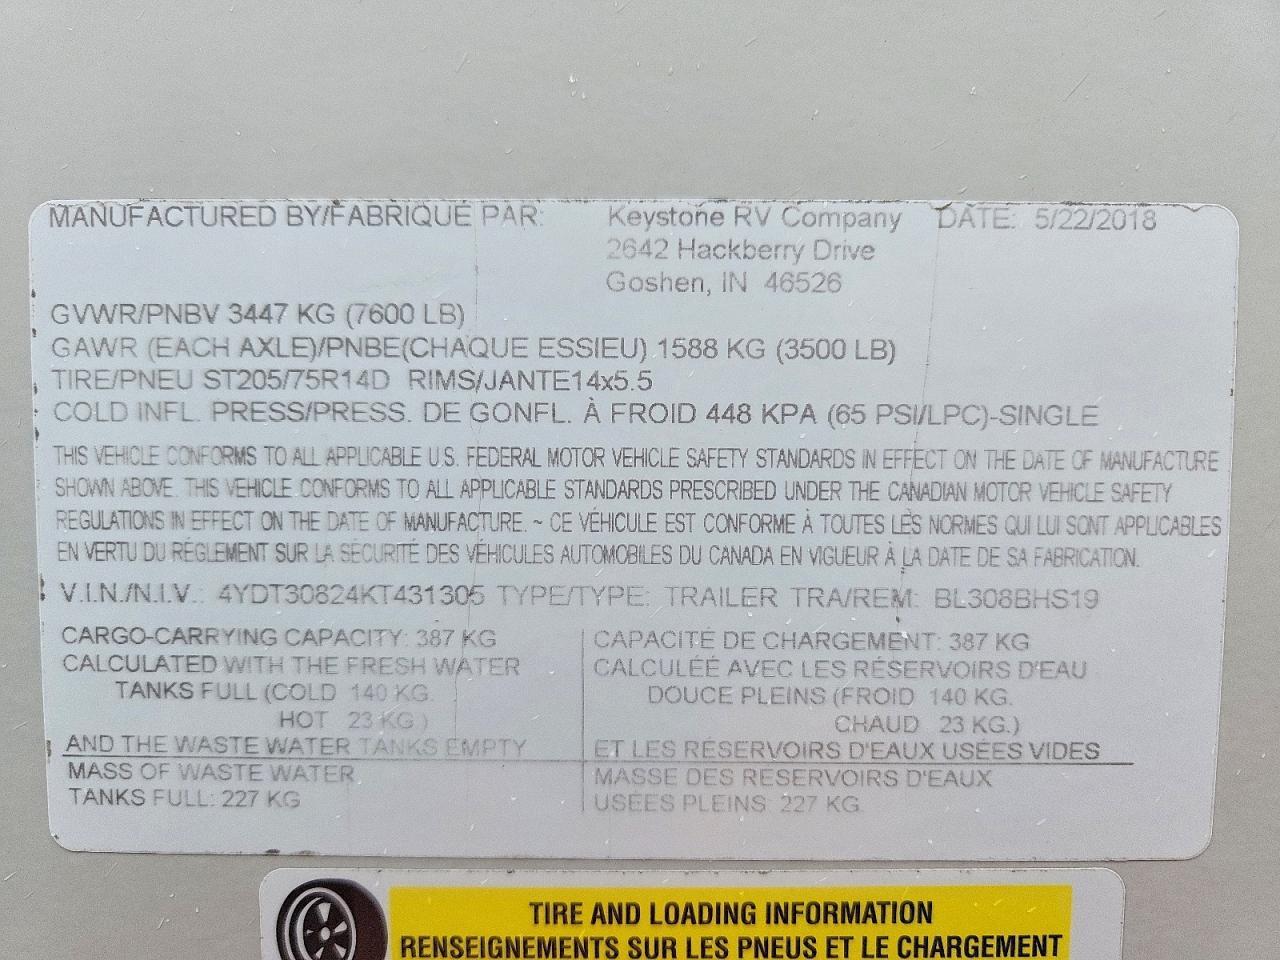 MANUFACTURED BY/FABRIQUÉ PAR: Keystone RV Company DATE: 5/22/2018
2642 Hackberry Drive
Goshen, IN 46526
GVWR/PNBV 3447 KG (7600 LB)
GAWR (EACH AXLE)/PNBE(CHAQUE ESSIEU) 1588 KG (3500 LB)
TIRE/PNEU ST205/75R14D RIMS/JANTE14x5.5
COLD INFL. PRESS/PRESS. DE GONFL. À FROID 448 KPA (65 PSI/LPC)-SINGLE
THIS VEHICLE CONFORMS TO ALL APPLICABLE U.S. FEDERAL MOTOR VEHICLE SAFETY STANDARDS IN EFFECT ON THE DATE OF MANUFACTURE
SHOWN ABOVE. THIS VEHICLE CONFORMS TO ALL APPLICABLE STANDARDS PRESCRIBED UNDER THE CANADIAN MOTOR VEHICLE SAFETY
REGULATIONS IN EFFECT ON THE DATE OF MANUFACTURE. ~ CE VÉHICULE EST CONFORME À TOUTES LES NORMES QUI LUI SONT APPLICABLES
EN VERTU DU RÉGLEMENT SUR LA SÉCURITÉ DES VÉHICULES AUTOMOBILES DU CANADA EN VIGUEUR À LA DATE DE SA FABRICATION.
V.I.N./N.I.V.: 4YDT30824KT431305 TYPE/TYPE: TRAILER TRA/REM: BL308BHS19
CARGO-CARRYING CAPACITY: 387 KG
CALCULATED WITH THE FRESH WATER
TANKS FULL (COLD 140 KG.
HOT 23 KG.)
AND THE WASTE WATER TANKS EMPTY
MASS OF WASTE WATER
TANKS FULL: 227 KG
CAPACITÉ DE CHARGEMENT: 387 KG
CALCULÉÉ AVEC LES RÉSERVOIRS D'EAU
DOUCE PLEINS (FROID 140 KG.
CHAUD 23 KG.)
ET LES RÉSERVOIRS D'EAUX USÉES VIDES
MASSE DES RÉSERVOIRS D'EAUX
USÉES PLEINS: 227 KG.
TIRE AND LOADING INFORMATION
RENSEIGNEMENTS SUR LES PNEUS ET LE CHARGEMENT